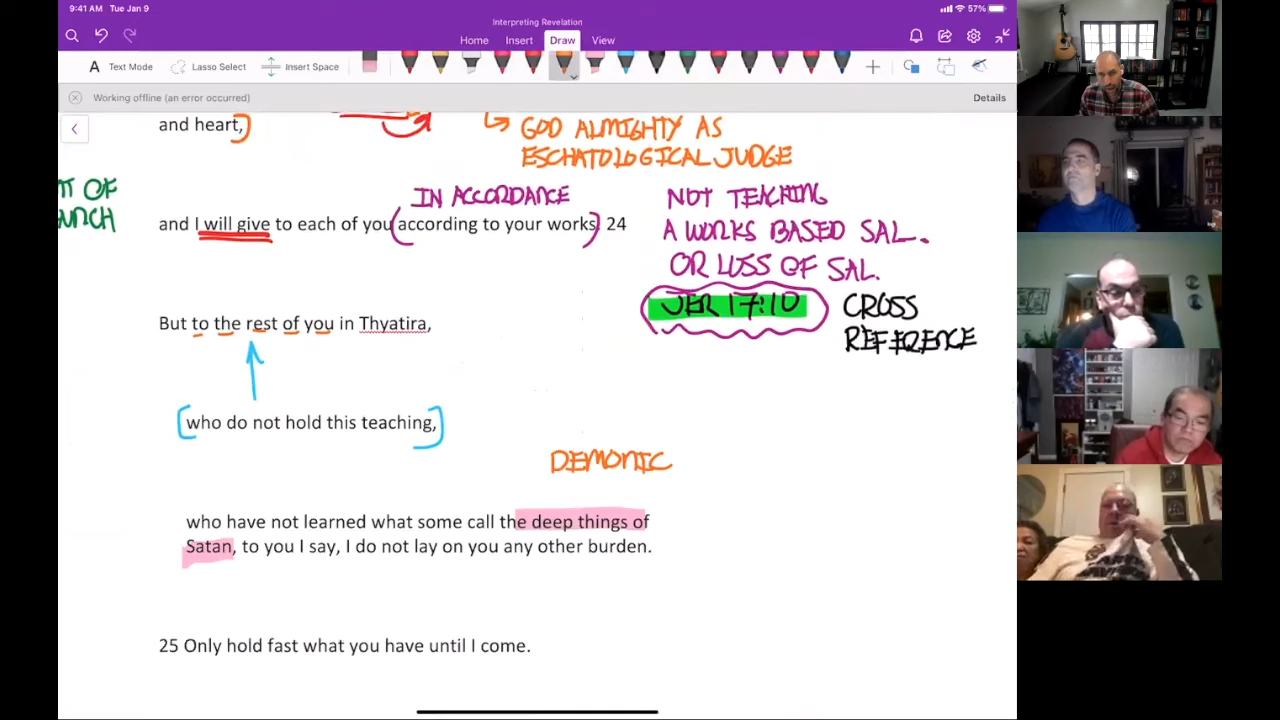 9:41 AM Tue Jan 9
57%
Interpreting Revelation
Home Insert Draw View
Text Mode Lasso Select Insert Space
Working offline (an error occurred) Details
and heart,
GOD ALMIGHTY AS
ESCHATOLOGICAL JUDGE
OF
IN ACCORDANCE
and I will give to each of you according to your works. 24
NOT TEACHING
A WORKS BASED SAL.
OR LOSS OF SAL.
JER 17:10
CROSS
REFERENCE
But to the rest of you in Thyatira,
who do not hold this teaching,
DEMONIC
who have not learned what some call the deep things of
Satan, to you I say, I do not lay on you any other burden.
25 Only hold fast what you have until I come.